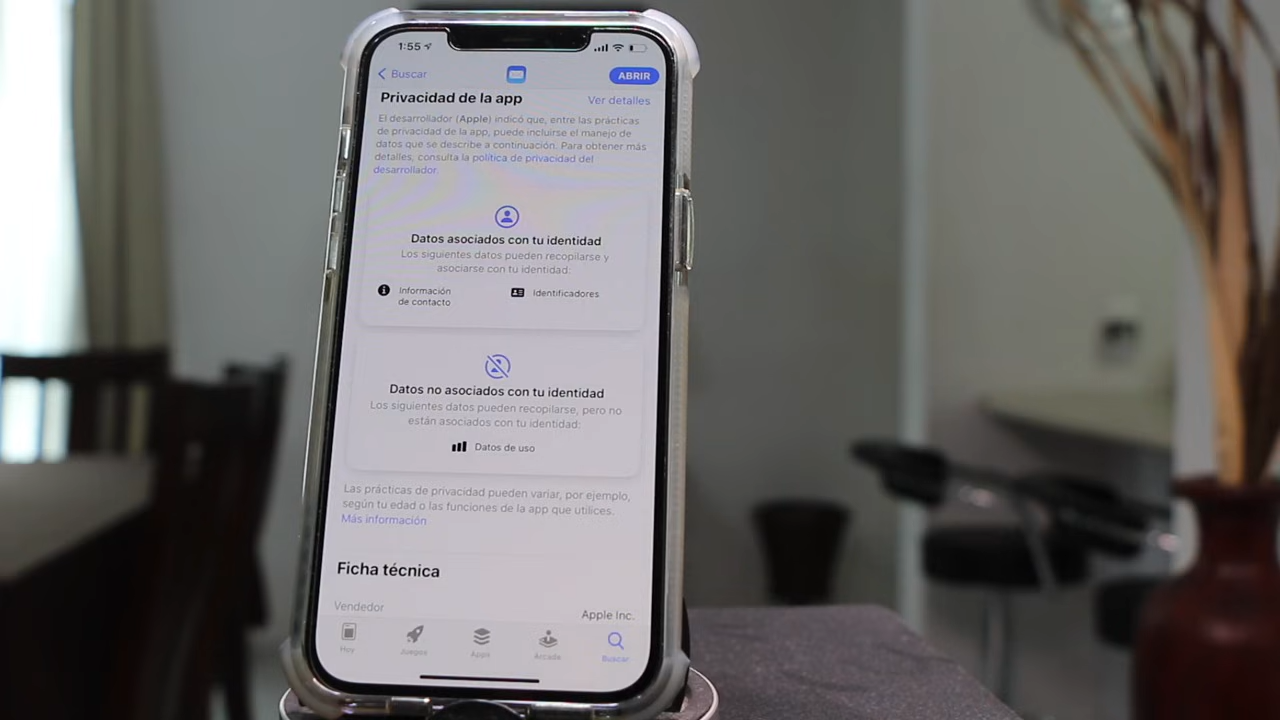 1:55
Buscar
ABRIR
Privacidad de la app
Ver detalles
El desarrollador (Apple) indicó que, entre las prácticas
de privacidad de la app, puede incluirse el manejo de
datos que se describe a continuación. Para obtener más
detalles, consulta la política de privacidad del
desarrollador.
Datos asociados con tu identidad
Los siguientes datos pueden recopilarse y
asociarse con tu identidad:
Información
de contacto
Identificadores
Datos no asociados con tu identidad
Los siguientes datos pueden recopilarse, pero no
están asociados con tu identidad:
Datos de uso
Las prácticas de privacidad pueden variar, por ejemplo,
según tu edad o las funciones de la app que utilices.
Más información
Ficha técnica
Vendedor
Apple Inc.
Hoy
Juegos
Apps
Arcade
Buscar